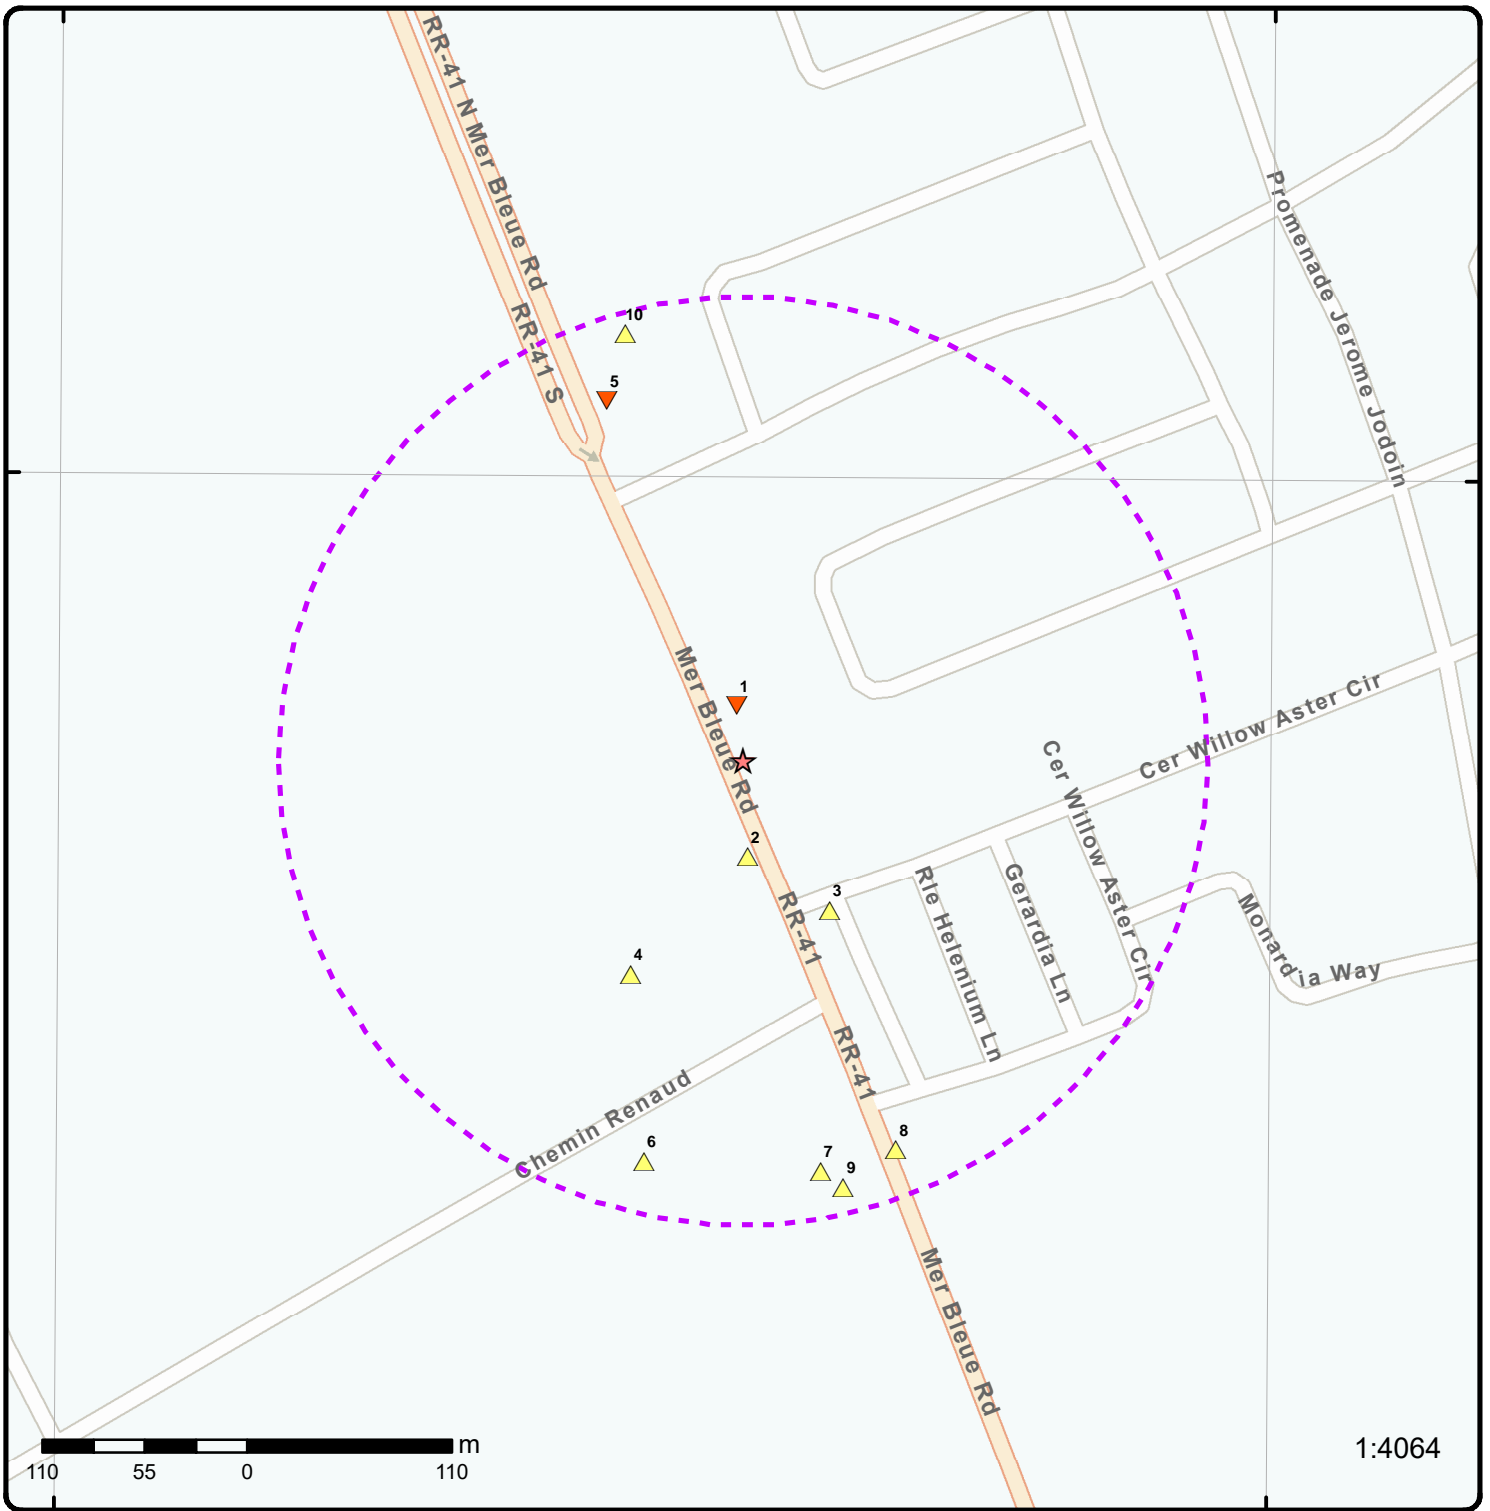 RR-41 N Mer Bleue Rd
Promenade Jerome Jodoin
RR-41 S
10
5
Mer Bleue Rd
1
Cer Willow Aster Cir
Cer Willow Aster Cir
2
3
RR-41
Rle Helenium Ln
Gerardia Ln
Monardia Way
4
RR-41
Chemin Renaud
6
7
8
9
Mer Bleue Rd
m
110 55 0 110
1:4064